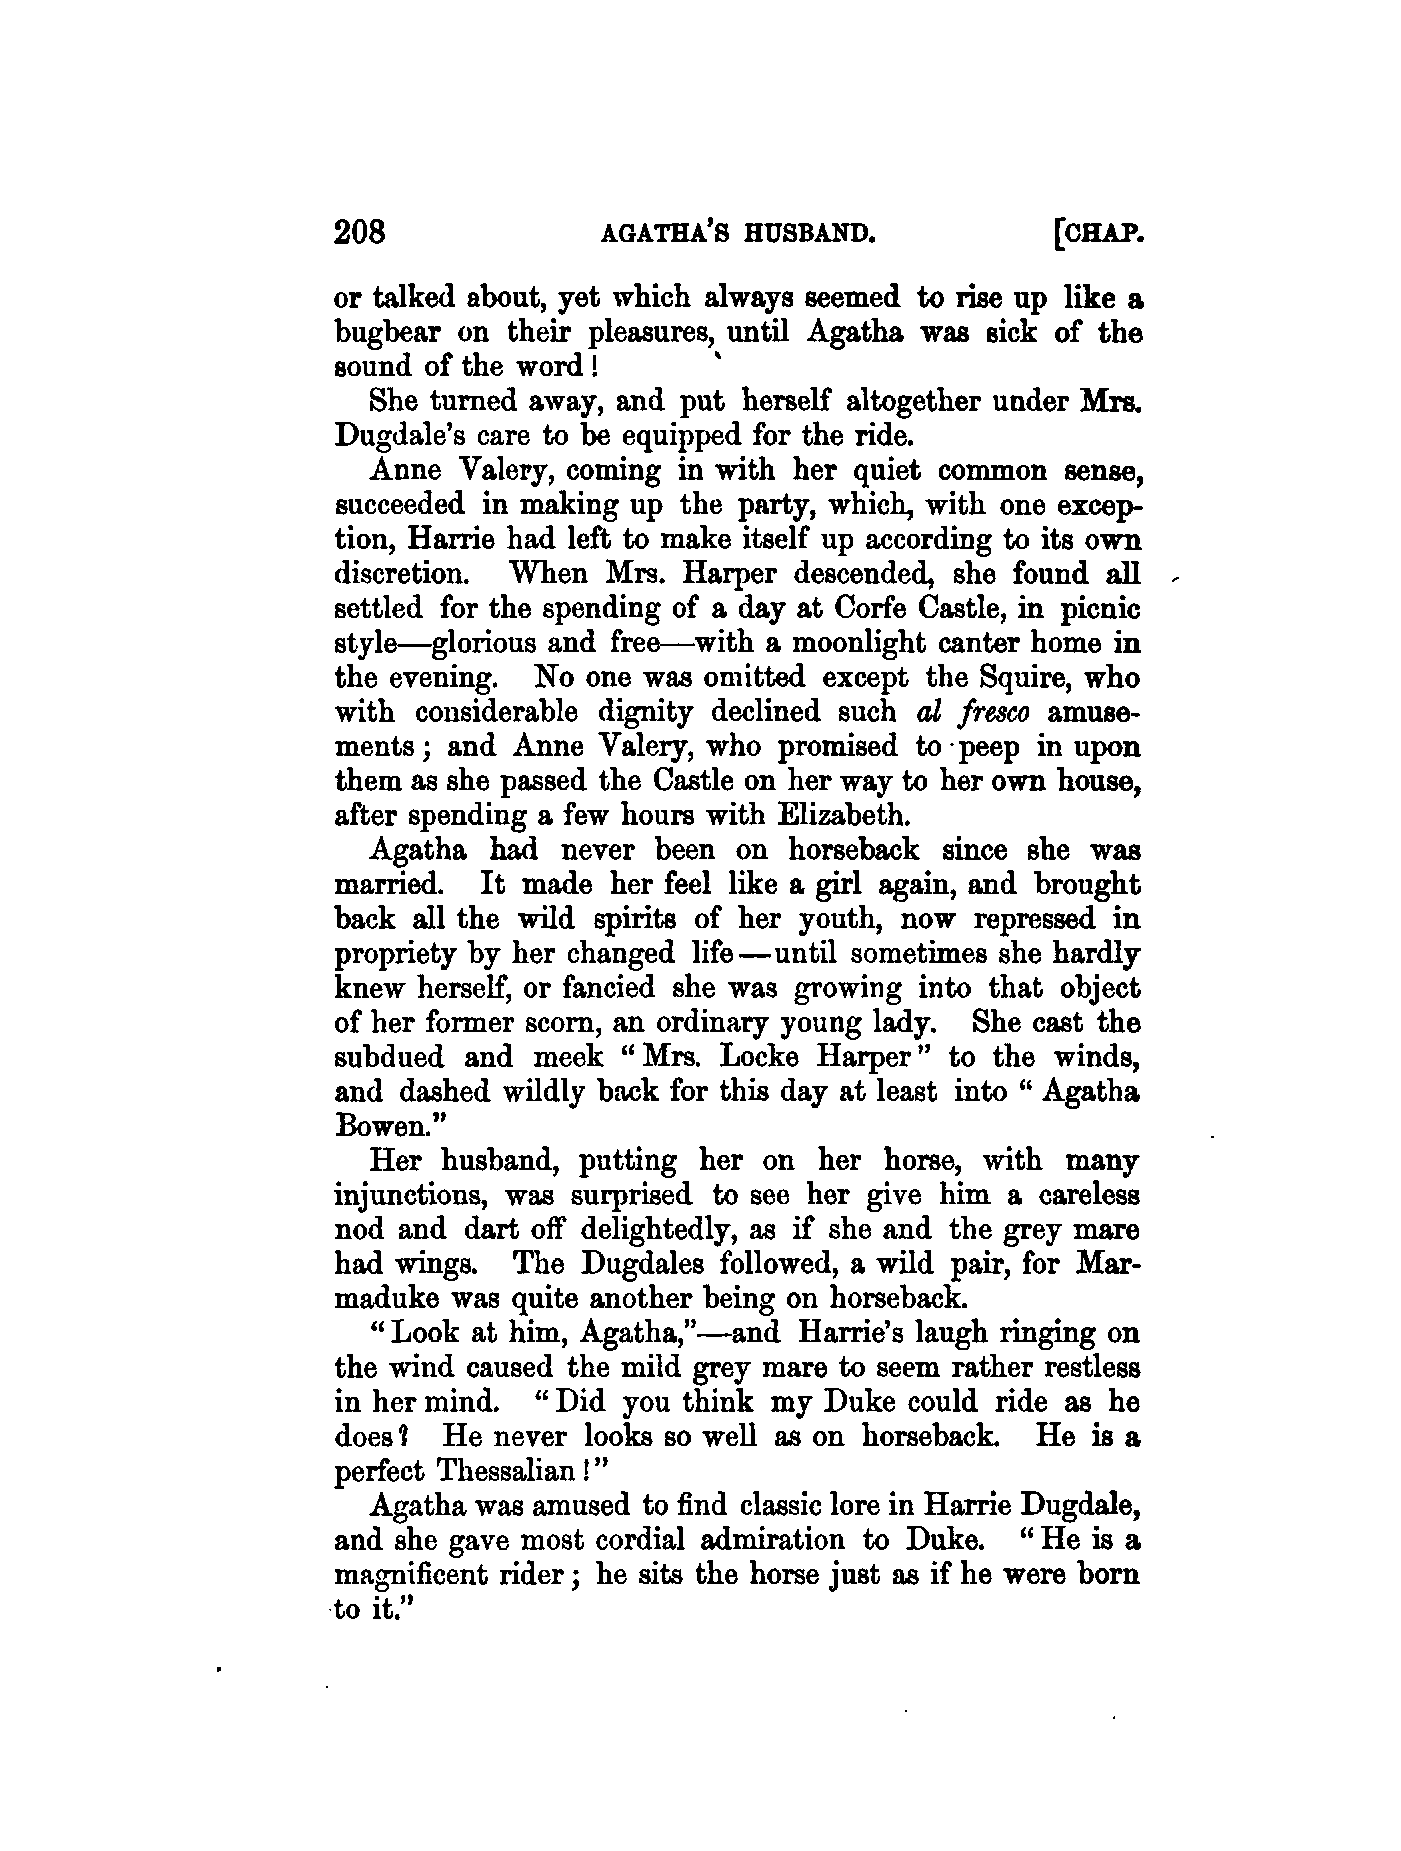 208 AGATHA'S HUSBAND. [CHAP.
or talked about, yet which always seemed to rise up like a
bugbear on their pleasures, until Agatha was sick of the
sound of the word!
She turned away, and put herself altogether under Mrs.
Dugdale's care to be equipped for the ride.
Anne Valery, coming in with her quiet common sense,
succeeded in making up the party, which, with one excep-
tion, Harrie had left to make itself up according to its own
discretion. When Mrs. Harper descended, she found all
settled for the spending of a day at Corfe Castle, in picnic
style—glorious and free—with a moonlight canter home in
the evening. No one was omitted except the Squire, who
with considerable dignity declined such al fresco amuse-
ments; and Anne Valery, who promised to peep in upon
them as she passed the Castle on her way to her own house,
after spending a few hours with Elizabeth.
Agatha had never been on horseback since she was
married. It made her feel like a girl again, and brought
back all the wild spirits of her youth, now repressed in
propriety by her changed life—until sometimes she hardly
knew herself, or fancied she was growing into that object
of her former scorn, an ordinary young lady. She cast the
subdued and meek "Mrs. Locke Harper" to the winds,
and dashed wildly back for this day at least into "Agatha
Bowen."
Her husband, putting her on her horse, with many
injunctions, was surprised to see her give him a careless
nod and dart off delightedly, as if she and the grey mare
had wings. The Dugdales followed, a wild pair, for Mar-
maduke was quite another being on horseback.
"Look at him, Agatha,"—and Harrie's laugh ringing on
the wind caused the mild grey mare to seem rather restless
in her mind. "Did you think my Duke could ride as he
does? He never looks so well as on horseback. He is a
perfect Thessalian!"
Agatha was amused to find classic lore in Harrie Dugdale,
and she gave most cordial admiration to Duke. "He is a
magnificent rider; he sits the horse just as if he were born
to it."